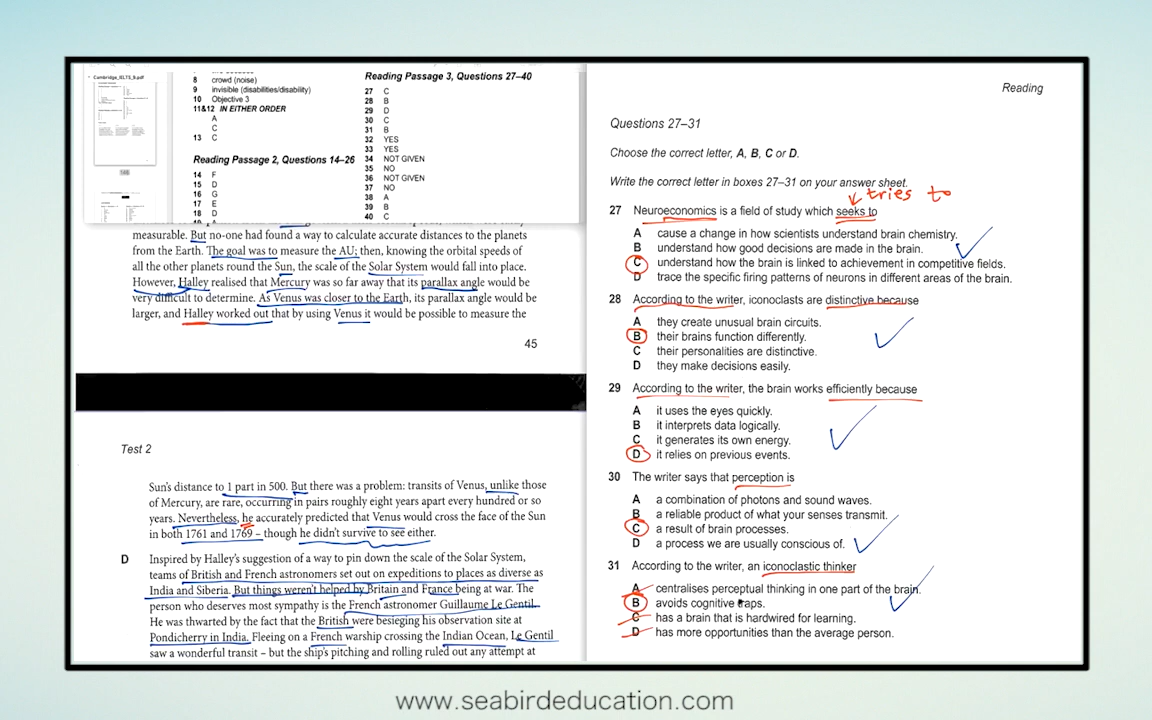 Cambridge_IELTS_9.pdf
146
8 crowd (noise)
9 invisible (disabilities/disability)
10 Objective 3
11&12 IN EITHER ORDER
A
C
13 C
Reading Passage 2, Questions 14–26
14 F
15 D
16 G
17 E
18 D
Reading Passage 3, Questions 27–40
27 C
28 B
29 D
30 C
31 B
32 YES
33 YES
34 NOT GIVEN
35 NO
36 NOT GIVEN
37 NO
38 A
39 B
40 C
measurable. But no-one had found a way to calculate accurate distances to the planets
from the Earth. The goal was to measure the AU; then, knowing the orbital speeds of
all the other planets round the Sun, the scale of the Solar System would fall into place.
However, Halley realised that Mercury was so far away that its parallax angle would be
very difficult to determine. As Venus was closer to the Earth, its parallax angle would be
larger, and Halley worked out that by using Venus it would be possible to measure the
45
Test 2
Sun's distance to 1 part in 500. But there was a problem: transits of Venus, unlike those
of Mercury, are rare, occurring in pairs roughly eight years apart every hundred or so
years. Nevertheless, he accurately predicted that Venus would cross the face of the Sun
in both 1761 and 1769 – though he didn't survive to see either.
D Inspired by Halley's suggestion of a way to pin down the scale of the Solar System,
teams of British and French astronomers set out on expeditions to places as diverse as
India and Siberia. But things weren't helped by Britain and France being at war. The
person who deserves most sympathy is the French astronomer Guillaume Le Gentil.
He was thwarted by the fact that the British were besieging his observation site at
Pondicherry in India. Fleeing on a French warship crossing the Indian Ocean, Le Gentil
saw a wonderful transit – but the ship's pitching and rolling ruled out any attempt at
Reading
Questions 27–31
Choose the correct letter, A, B, C or D.
Write the correct letter in boxes 27–31 on your answer sheet.
tries to
27 Neuroeconomics is a field of study which seeks to
A cause a change in how scientists understand brain chemistry.
B understand how good decisions are made in the brain.
C understand how the brain is linked to achievement in competitive fields.
D trace the specific firing patterns of neurons in different areas of the brain.
28 According to the writer, iconoclasts are distinctive because
A they create unusual brain circuits.
B their brains function differently.
C their personalities are distinctive.
D they make decisions easily.
29 According to the writer, the brain works efficiently because
A it uses the eyes quickly.
B it interprets data logically.
C it generates its own energy.
D it relies on previous events.
30 The writer says that perception is
A a combination of photons and sound waves.
B a reliable product of what your senses transmit.
C a result of brain processes.
D a process we are usually conscious of.
31 According to the writer, an iconoclastic thinker
A centralises perceptual thinking in one part of the brain.
B avoids cognitive traps.
C has a brain that is hardwired for learning.
D has more opportunities than the average person.
www.seabirdeducation.com